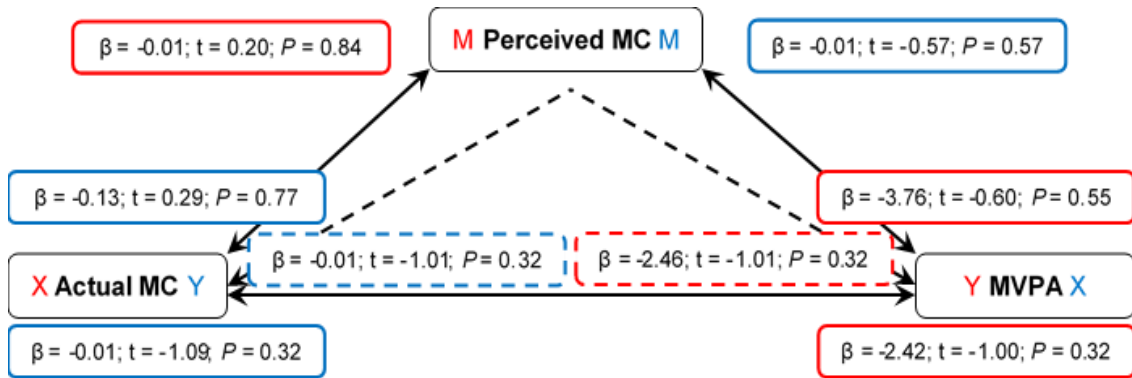 β = -0.01; t = 0.20; P = 0.84
M Perceived MC M
β = -0.01; t = -0.57; P = 0.57
β = -0.13; t = 0.29; P = 0.77
β = -3.76; t = -0.60; P = 0.55
β = -0.01; t = -1.01; P = 0.32
β = -2.46; t = -1.01; P = 0.32
X Actual MC Y
Y MVPA X
β = -0.01; t = -1.09; P = 0.32
β = -2.42; t = -1.00; P = 0.32